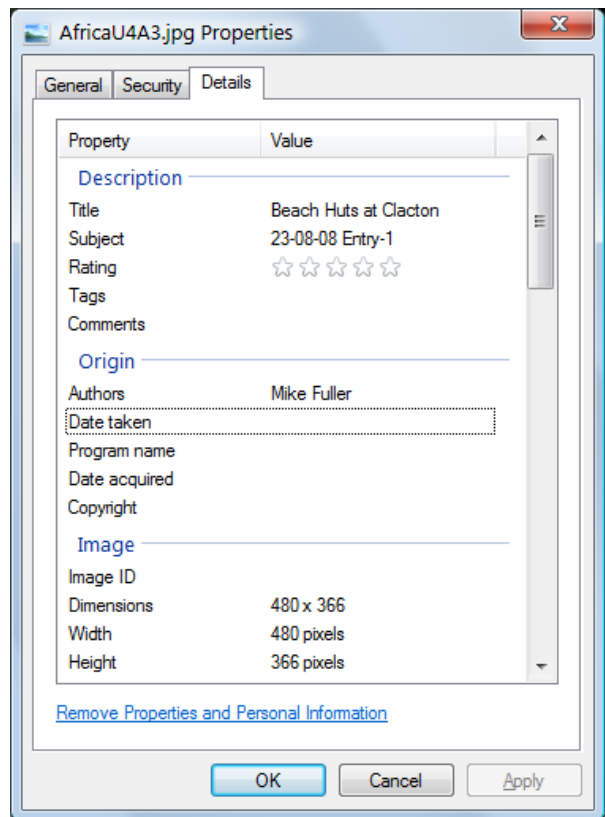 AfricaU4A3.jpg Properties
General Security Details
Property Value
Description
Title Beach Huts at Clacton
Subject 23-08-08 Entry-1
Rating
Tags
Comments
Origin
Authors Mike Fuller
Date taken
Program name
Date acquired
Copyright
Image
Image ID
Dimensions 480 x 366
Width 480 pixels
Height 366 pixels
Remove Properties and Personal Information
OK Cancel Apply